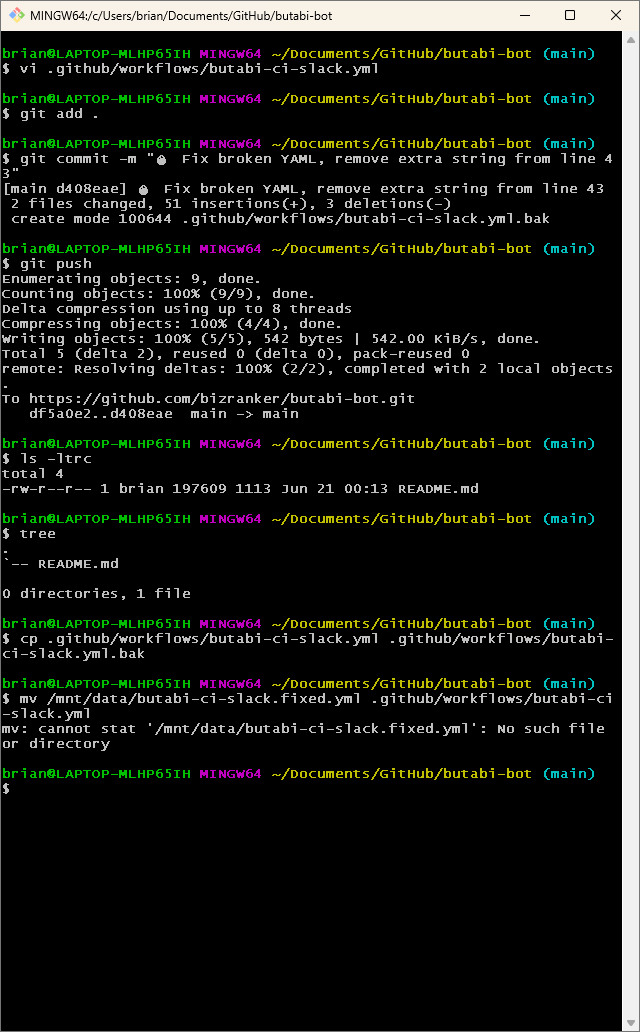 MINGW64:/c/Users/brian/Documents/GitHub/butabi-bot
brian@LAPTOP-MLHP65IH MINGW64 ~/Documents/GitHub/butabi-bot (main)
$ vi .github/workflows/butabi-ci-slack.yml
brian@LAPTOP-MLHP65IH MINGW64 ~/Documents/GitHub/butabi-bot (main)
$ git add .
brian@LAPTOP-MLHP65IH MINGW64 ~/Documents/GitHub/butabi-bot (main)
$ git commit -m " Fix broken YAML, remove extra string from line 4
3"
[main d408eae] Fix broken YAML, remove extra string from line 43
 2 files changed, 51 insertions(+), 3 deletions(-)
 create mode 100644 .github/workflows/butabi-ci-slack.yml.bak
brian@LAPTOP-MLHP65IH MINGW64 ~/Documents/GitHub/butabi-bot (main)
$ git push
Enumerating objects: 9, done.
Counting objects: 100% (9/9), done.
Delta compression using up to 8 threads
Compressing objects: 100% (4/4), done.
Writing objects: 100% (5/5), 542 bytes | 542.00 KiB/s, done.
Total 5 (delta 2), reused 0 (delta 0), pack-reused 0
remote: Resolving deltas: 100% (2/2), completed with 2 local objects
.
To https://github.com/bizranker/butabi-bot.git
   df5a0e2..d408eae  main -> main
brian@LAPTOP-MLHP65IH MINGW64 ~/Documents/GitHub/butabi-bot (main)
$ ls -ltrc
total 4
-rw-r--r-- 1 brian 197609 1113 Jun 21 00:13 README.md
brian@LAPTOP-MLHP65IH MINGW64 ~/Documents/GitHub/butabi-bot (main)
$ tree
.
`-- README.md
0 directories, 1 file
brian@LAPTOP-MLHP65IH MINGW64 ~/Documents/GitHub/butabi-bot (main)
$ cp .github/workflows/butabi-ci-slack.yml .github/workflows/butabi-
ci-slack.yml.bak
brian@LAPTOP-MLHP65IH MINGW64 ~/Documents/GitHub/butabi-bot (main)
$ mv /mnt/data/butabi-ci-slack.fixed.yml .github/workflows/butabi-ci
-slack.yml
mv: cannot stat '/mnt/data/butabi-ci-slack.fixed.yml': No such file
or directory
brian@LAPTOP-MLHP65IH MINGW64 ~/Documents/GitHub/butabi-bot (main)
$